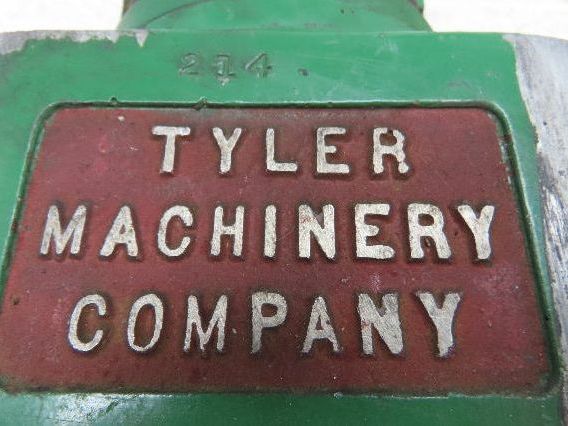 214
TYLER
MACHINERY
COMPANY